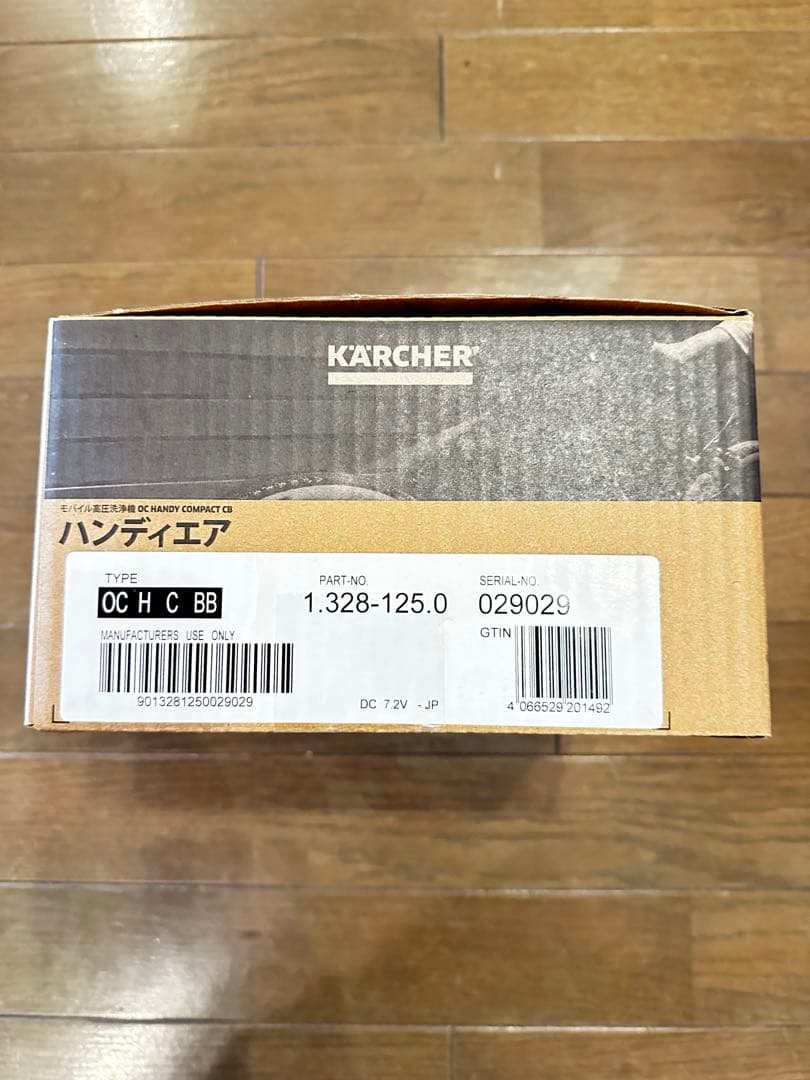 KÄRCHER
モバイル高圧洗浄機 OC HANDY COMPACT CB
ハンディエア
TYPE
OC H C BB
PART-NO.
1.328-125.0
SERIAL-NO.
029029
MANUFACTURERS USE ONLY
9013281250029029
DC 7.2V - JP
GTIN
4 066529 201492